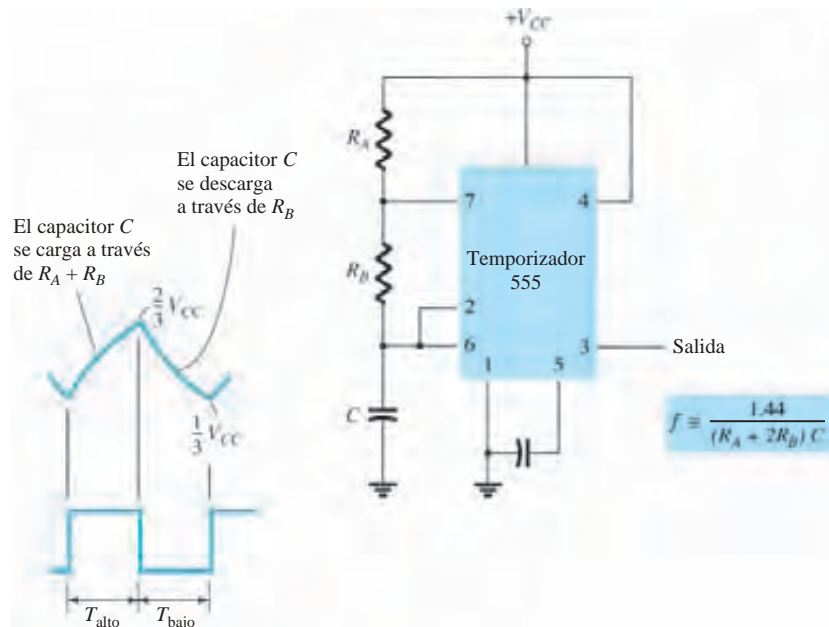 +V_CC
R_A
El capacitor C
se descarga
a través de R_B
7
4
El capacitor C
se carga a través
de R_A + R_B
R_B
Temporizador
555
2/3 V_CC
2
6
3
Salida
1
5
C
1/3 V_CC
f ≡ 1.44 / (R_A + 2R_B) C
T_alto
T_bajo